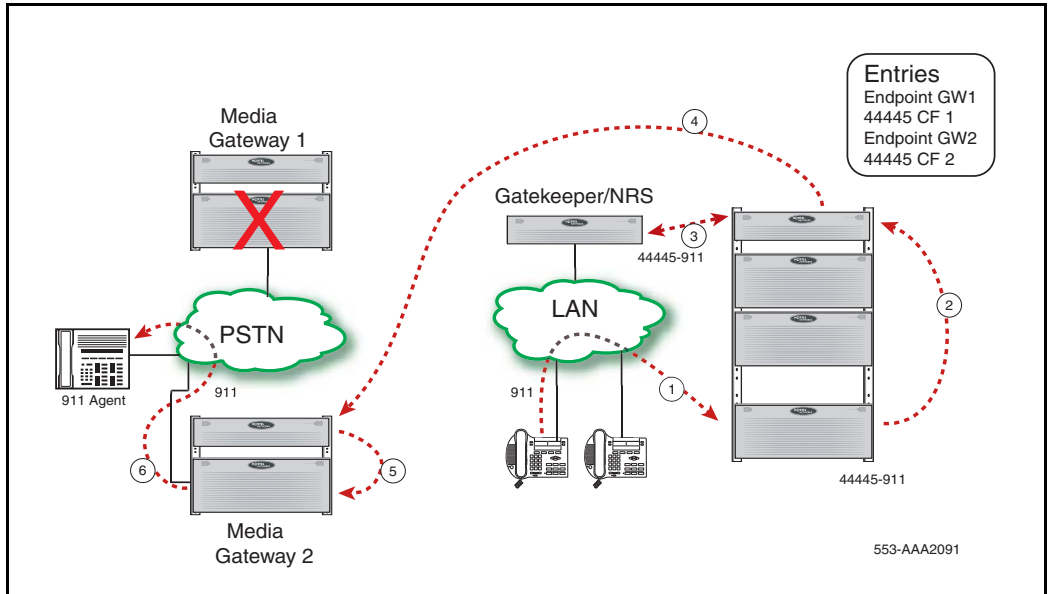 Entries
Endpoint GW1
44445 CF 1
Endpoint GW2
44445 CF 2
Media
Gateway 1
4
Gatekeeper/NRS
3
44445-911
2
PSTN
LAN
911 Agent
911
911
1
6
5
44445-911
Media
Gateway 2
553-AAA2091